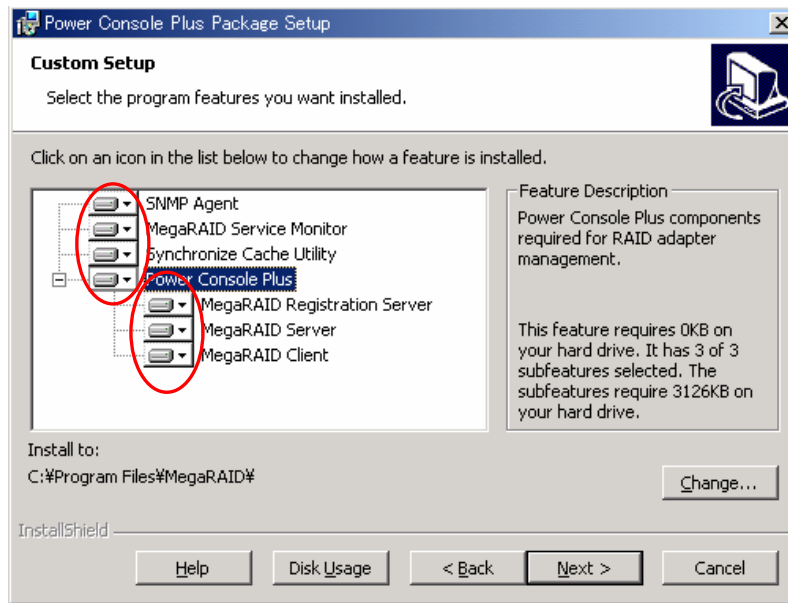 Power Console Plus Package Setup
Custom Setup
Select the program features you want installed.
Click on an icon in the list below to change how a feature is installed.
SNMP Agent
MegaRAID Service Monitor
Synchronize Cache Utility
Power Console Plus
MegaRAID Registration Server
MegaRAID Server
MegaRAID Client
Feature Description
Power Console Plus components
required for RAID adapter
management.
This feature requires 0KB on
your hard drive. It has 3 of 3
subfeatures selected. The
subfeatures require 3126KB on
your hard drive.
Install to:
C:¥Program Files¥MegaRAID¥
Change...
InstallShield
Help
Disk Usage
< Back
Next >
Cancel